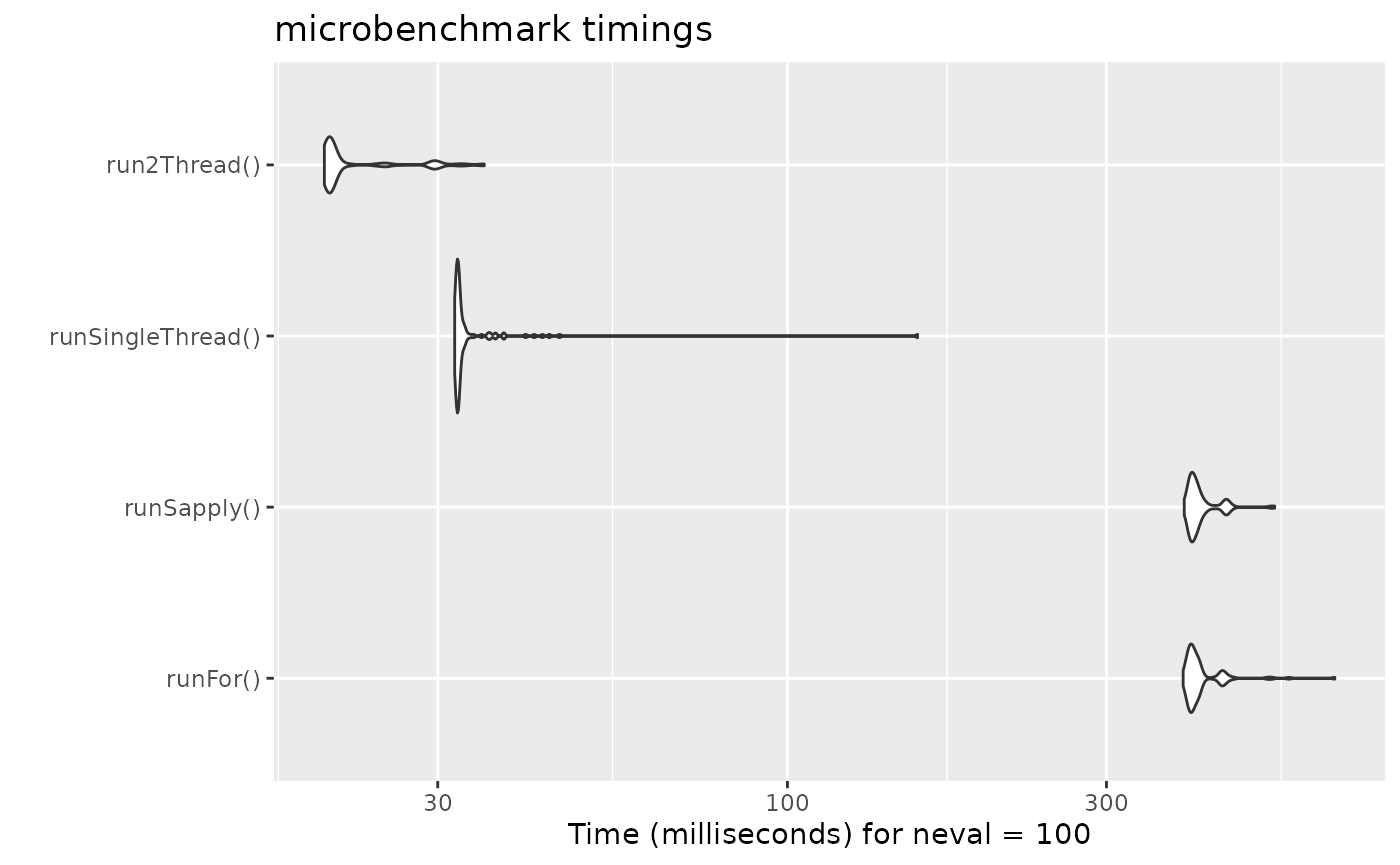 microbenchmark timings
run2Thread()
runSingleThread()
runSapply()
runFor()
30 100 300
Time (milliseconds) for neval = 100